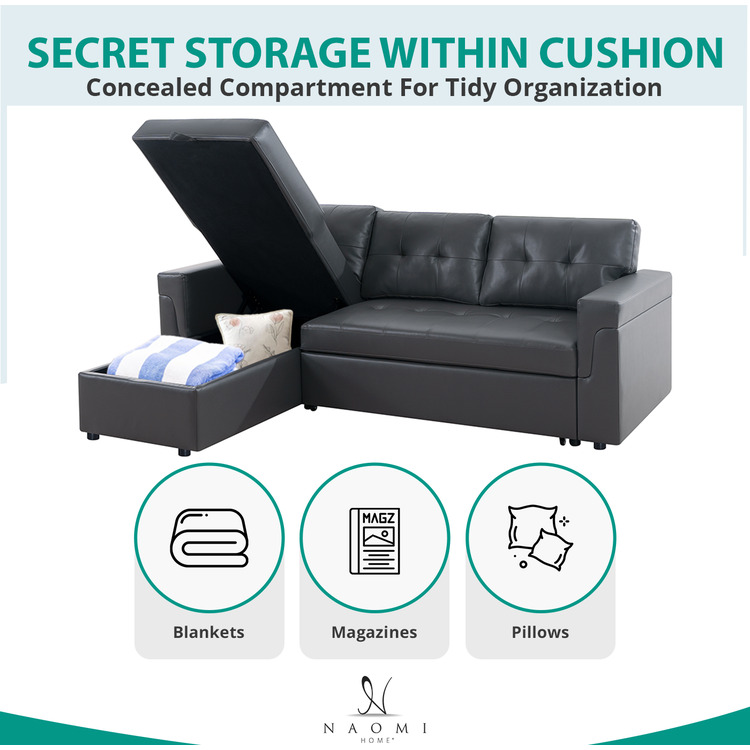 SECRET STORAGE WITHIN CUSHION
Concealed Compartment For Tidy Organization
MAGZ
Blankets
Magazines
Pillows
NAOMI
HOME®